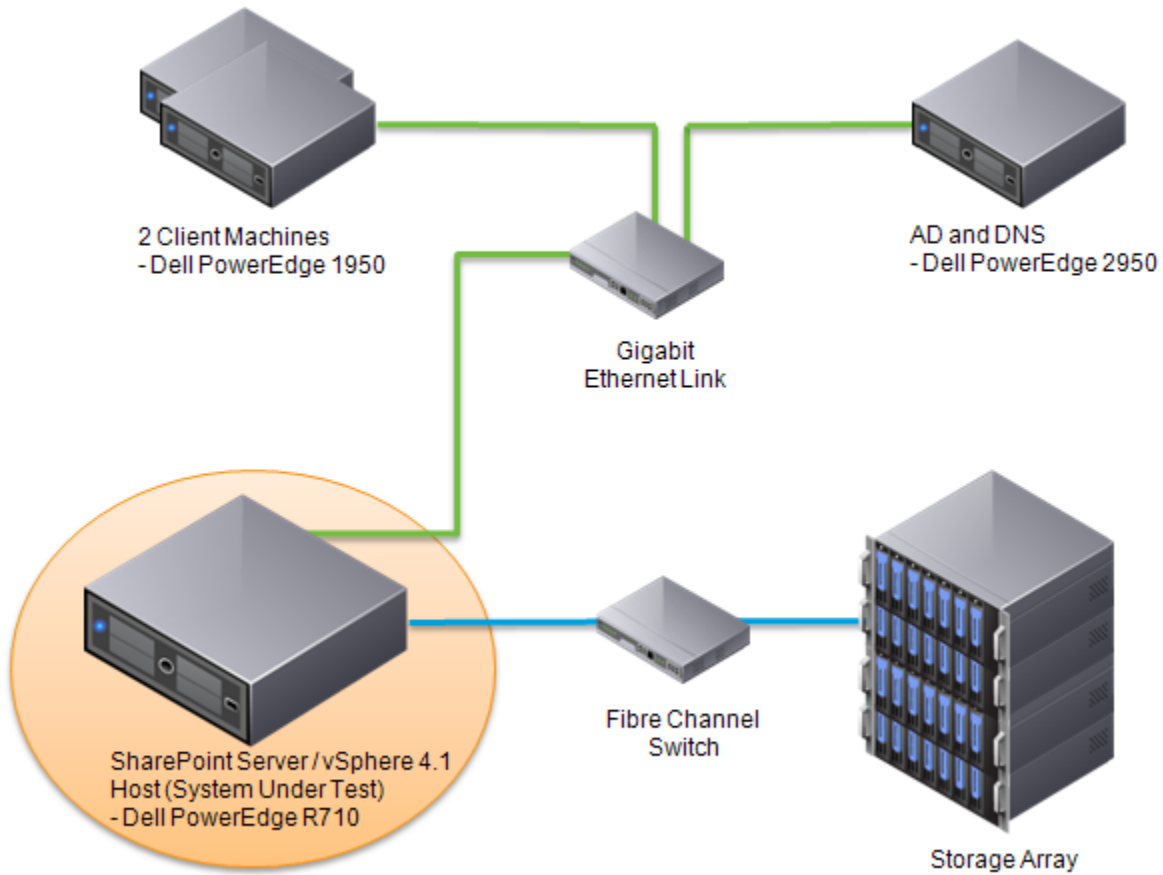 2 Client Machines
- Dell PowerEdge 1950
AD and DNS
- Dell PowerEdge 2950
Gigabit
Ethernet Link
SharePoint Server / vSphere 4.1
Host (System Under Test)
- Dell PowerEdge R710
Fibre Channel
Switch
Storage Array